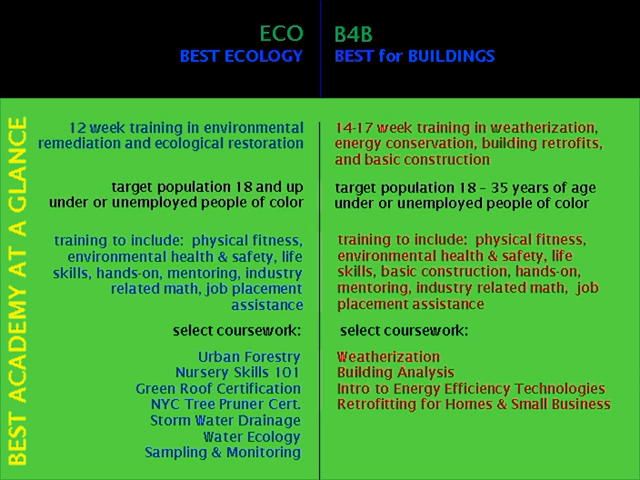 ECO
BEST ECOLOGY
B4B
BEST for BUILDINGS
BEST ACADEMY AT A GLANCE
12 week training in environmental
remediation and ecological restoration
target population 18 and up
under or unemployed people of color
training to include:  physical fitness,
environmental health & safety, life
skills, hands-on, mentoring, industry
related math, job placement
assistance
select coursework:
Urban Forestry
Nursery Skills 101
Green Roof Certification
NYC Tree Pruner Cert.
Storm Water Drainage
Water Ecology
Sampling & Monitoring
14-17 week training in weatherization,
energy conservation, building retrofits,
and basic construction
target population 18 – 35 years of age
under or unemployed people of color
training to include:  physical fitness,
environmental health & safety, life
skills, basic construction, hands-on,
mentoring, industry related math,  job
placement assistance
select coursework:
Weatherization
Building Analysis
Intro to Energy Efficiency Technologies
Retrofitting for Homes & Small Business